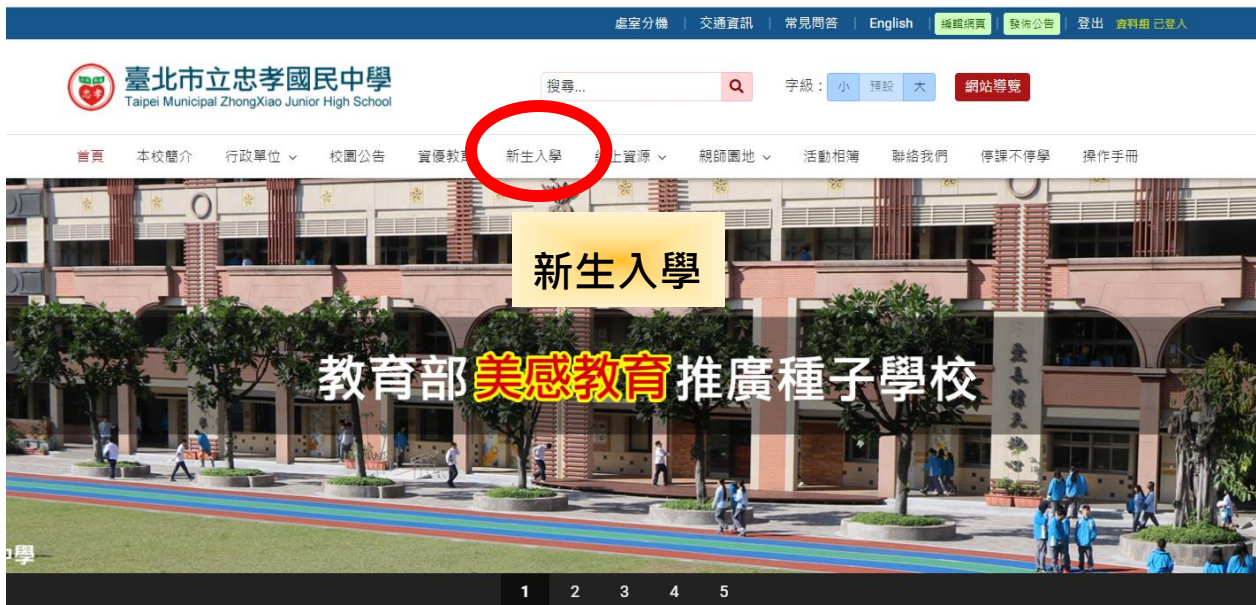 處室分機 | 交通資訊 | 常見問答 | English | 編輯網頁 | 發佈公告 | 登出 資料組 已登入
忠孝
臺北市立忠孝國民中學
Taipei Municipal ZhongXiao Junior High School
搜尋...
字級: 小 預設 大
網站導覽
首頁 本校簡介 行政單位 校園公告 資優教育 新生入學 線上資源 親師園地 活動相簿 聯絡我們 停課不停學 操作手冊
新生入學
教育部美感教育推廣種子學校
中學
1 2 3 4 5